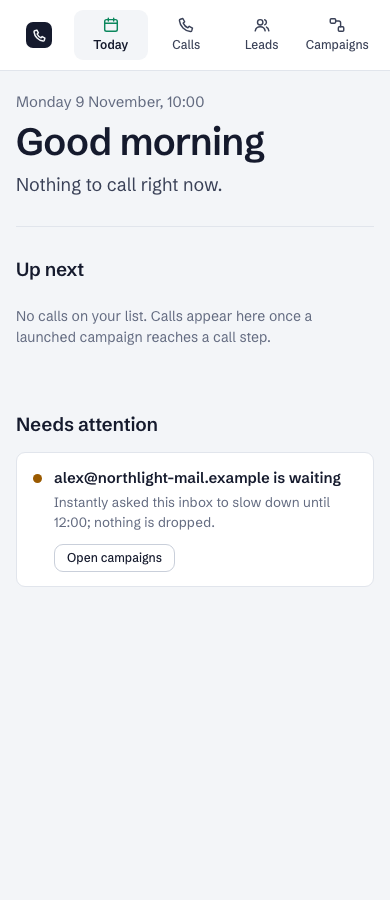 Today
Calls
Leads
Campaigns
Monday 9 November, 10:00
Good morning
Nothing to call right now.
Up next
No calls on your list. Calls appear here once a
launched campaign reaches a call step.
Needs attention
alex@northlight-mail.example is waiting
Instantly asked this inbox to slow down until
12:00; nothing is dropped.
Open campaigns